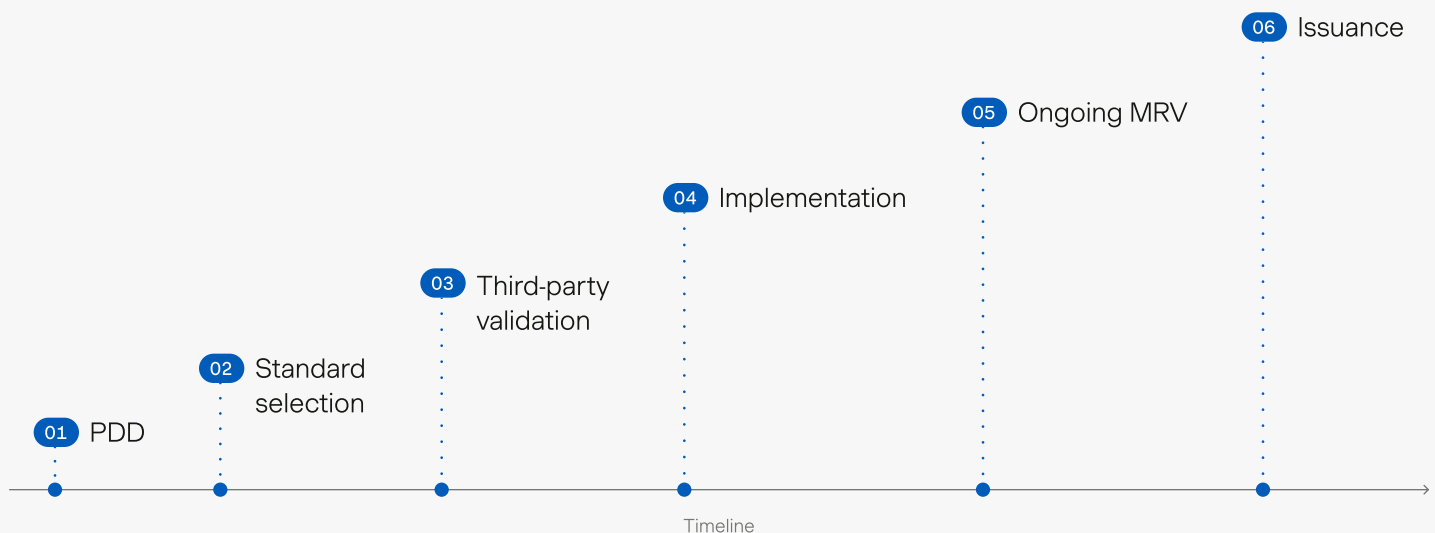 01 PDD
02 Standard
selection
03 Third-party
validation
04 Implementation
05 Ongoing MRV
06 Issuance
Timeline